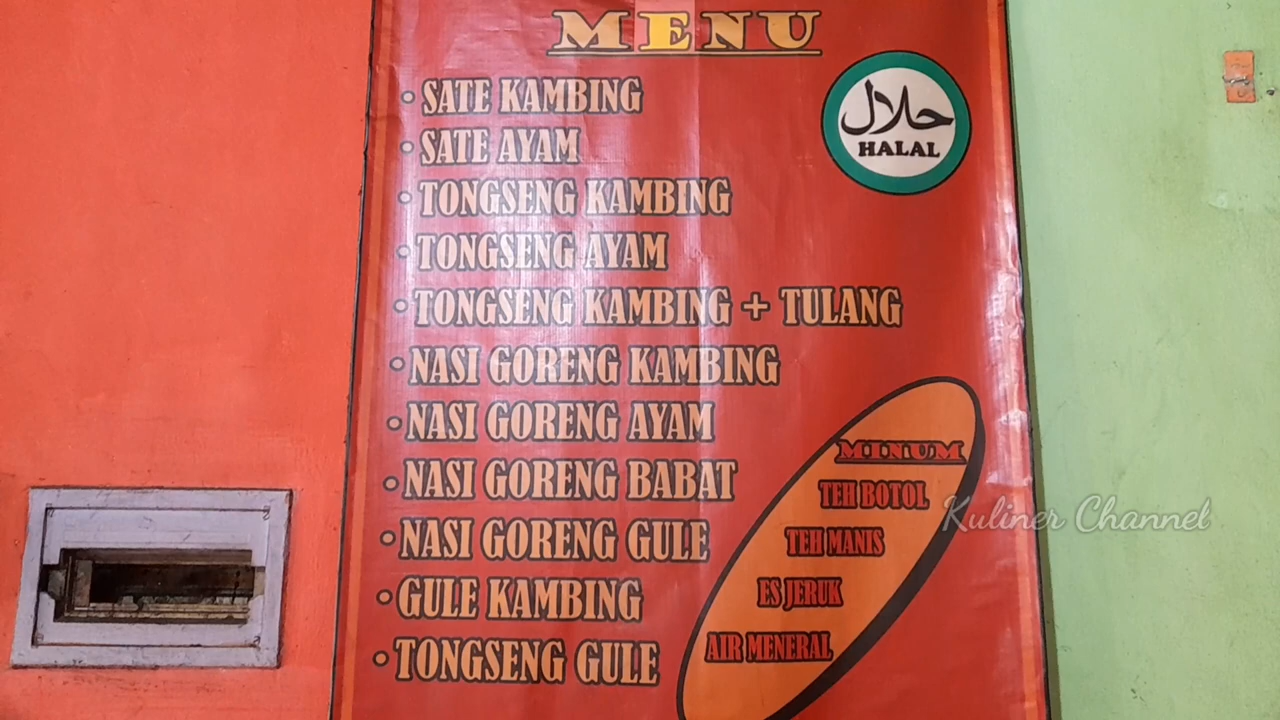 MENU
حلال
HALAL
• SATE KAMBING
• SATE AYAM
• TONGSENG KAMBING
• TONGSENG AYAM
• TONGSENG KAMBING + TULANG
• NASI GORENG KAMBING
• NASI GORENG AYAM
• NASI GORENG BABAT
• NASI GORENG GULE
• GULE KAMBING
• TONGSENG GULE
MINUM
TEH BOTOL
TEH MANIS
ES JERUK
AIR MENERAL
Kuliner Channel